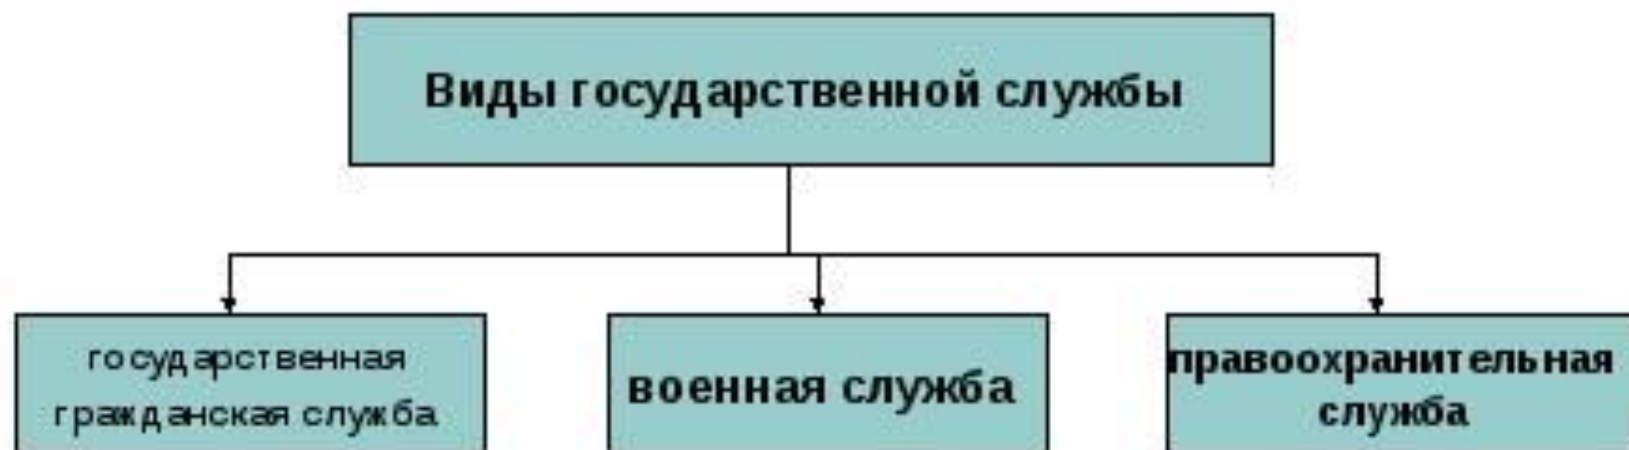 Виды государственной службы
государственная
гражданская служба
военная служба
правоохранительная
служба